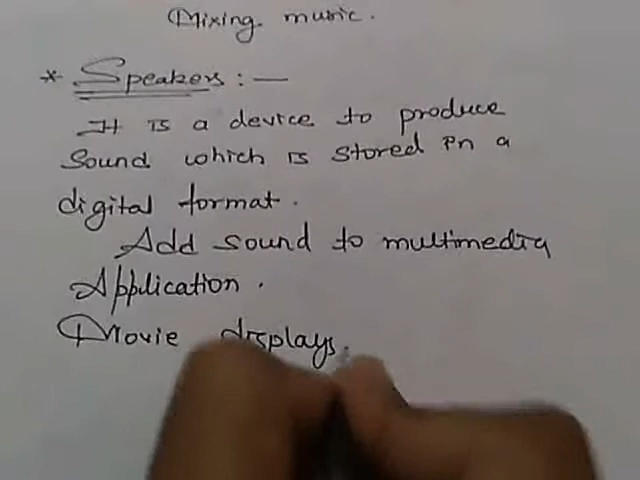 Mixing music.
* Speakers : —
It is a device to produce
Sound which is stored in a
digital format.
Add sound to multimedia
Application.
Movie displays.